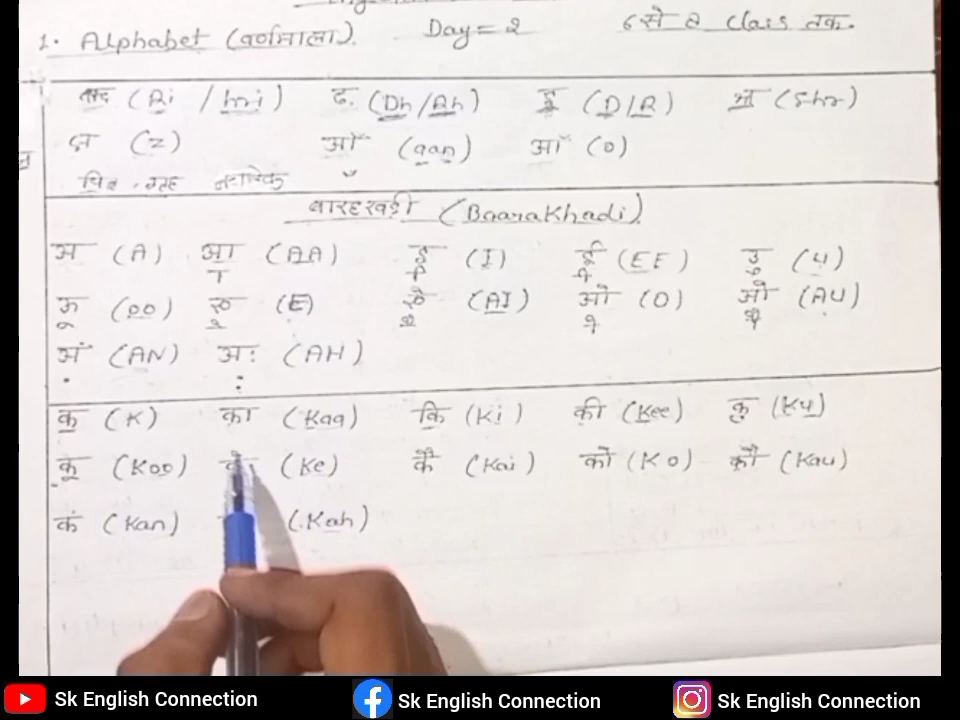 1. Alphabet (वर्णमाला). Day = 2 6 से 8 class तक.
(Ri / hri) ढ़ (Dh/Rh) ड़ (D/R) श्र (Shr)
(Z) ऑं (aan) ऑ (O)
बारहखड़ी (BaaraKhadi)
अ (A) आ (AA) इ (I) ई (EE) उ (U)
ा ि ी ु
ऊ (OO) ए (E) ऐ (AI) ओ (O) औ (AU)
ू े ै ो ौ
अं (AN) अः (AH)
क (K) का (Kaa) कि (Ki) की (Kee) कु (Ku)
कू (Koo) के (Ke) कै (Kai) को (Ko) कौ (Kau)
कं (Kan) (Kah)
Sk English Connection Sk English Connection Sk English Connection